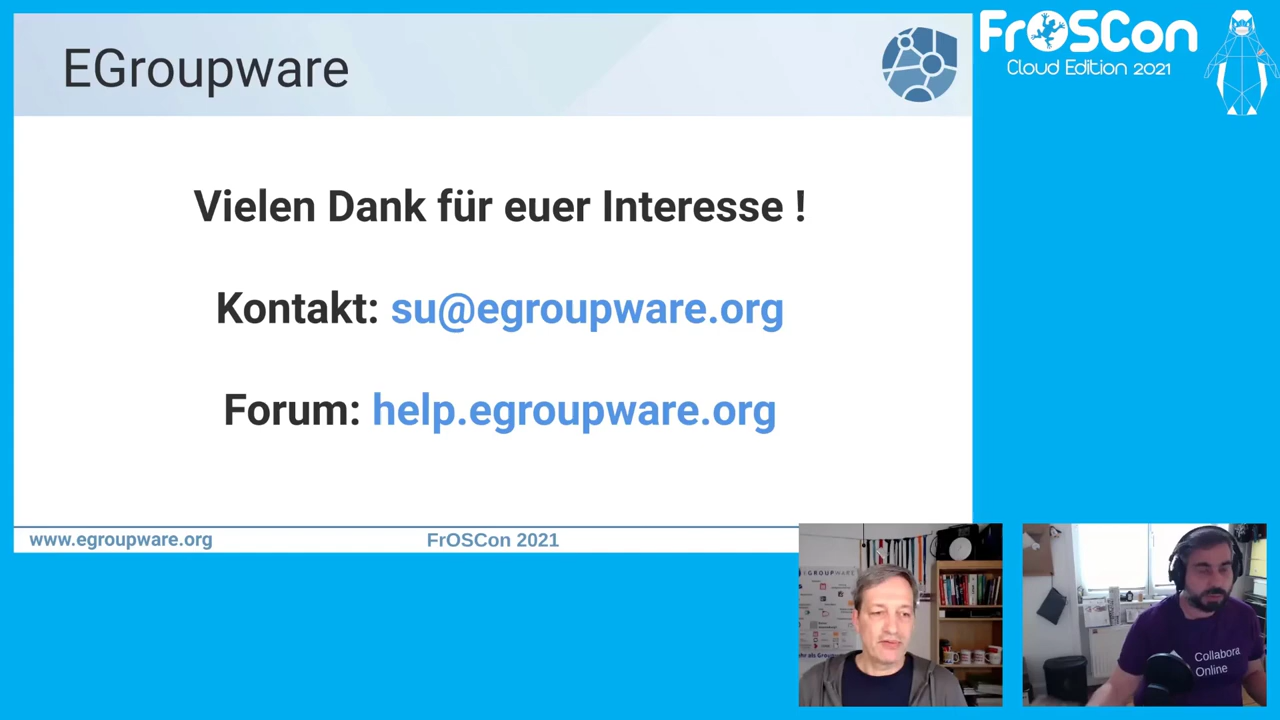 EGroupware
FrOSCon
Cloud Edition 2021
Vielen Dank für euer Interesse !
Kontakt: su@egroupware.org
Forum: help.egroupware.org
www.egroupware.org
FrOSCon 2021
EGROUPWARE
Collabora
Online